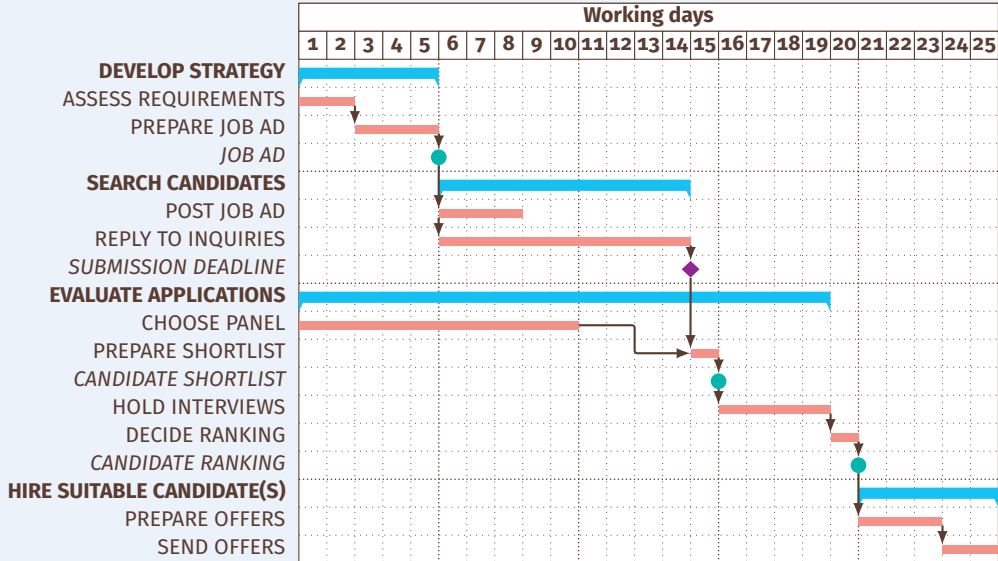 Working days
1 2 3 4 5 6 7 8 9 10 11 12 13 14 15 16 17 18 19 20 21 22 23 24 25
DEVELOP STRATEGY
ASSESS REQUIREMENTS
PREPARE JOB AD
JOB AD
SEARCH CANDIDATES
POST JOB AD
REPLY TO INQUIRIES
SUBMISSION DEADLINE
EVALUATE APPLICATIONS
CHOOSE PANEL
PREPARE SHORTLIST
CANDIDATE SHORTLIST
HOLD INTERVIEWS
DECIDE RANKING
CANDIDATE RANKING
HIRE SUITABLE CANDIDATE(S)
PREPARE OFFERS
SEND OFFERS